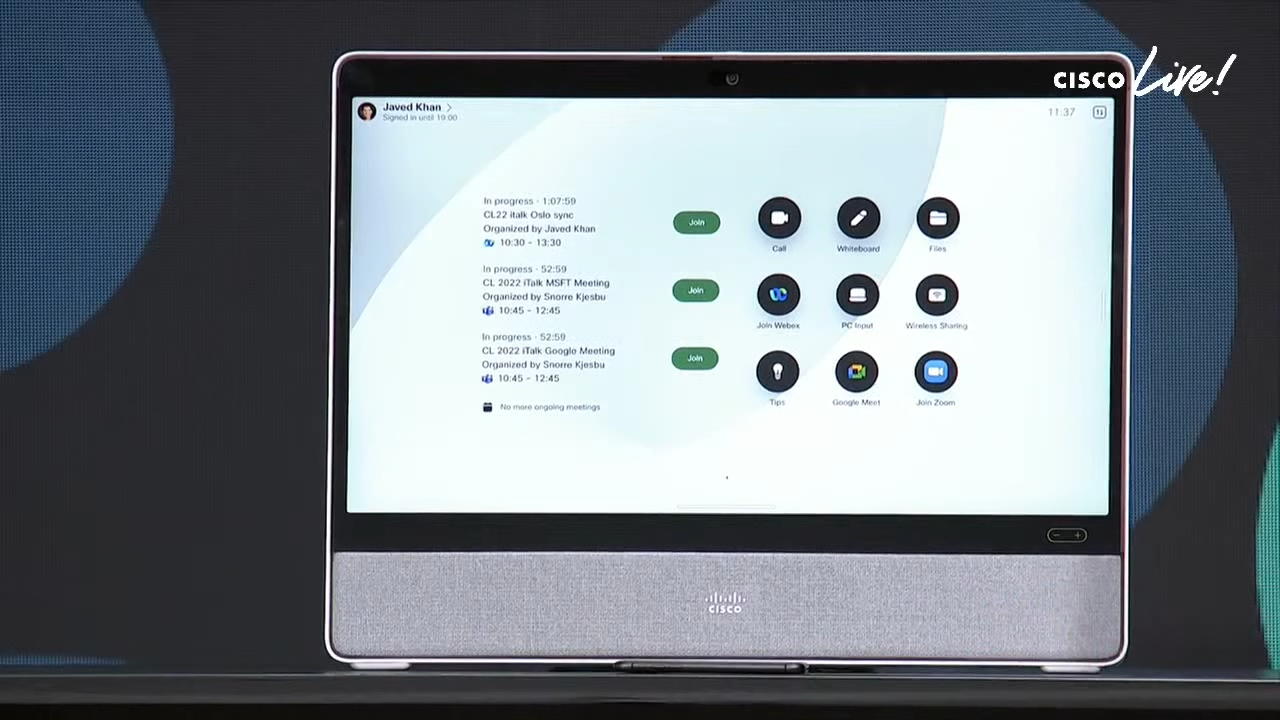 CISCO Live!
Javed Khan
Signed in until 19:00
11:37
In progress · 1:07:59
CL22 italk Oslo sync
Organized by Javed Khan
10:30 - 13:30
Join
In progress · 52:59
CL 2022 iTalk MSFT Meeting
Organized by Snorre Kjesbu
10:45 - 12:45
Join
In progress · 52:59
CL 2022 iTalk Google Meeting
Organized by Snorre Kjesbu
10:45 - 12:45
Join
No more ongoing meetings
Call
Whiteboard
Files
Join Webex
PC Input
Wireless Sharing
Tips
Google Meet
Join Zoom
CISCO